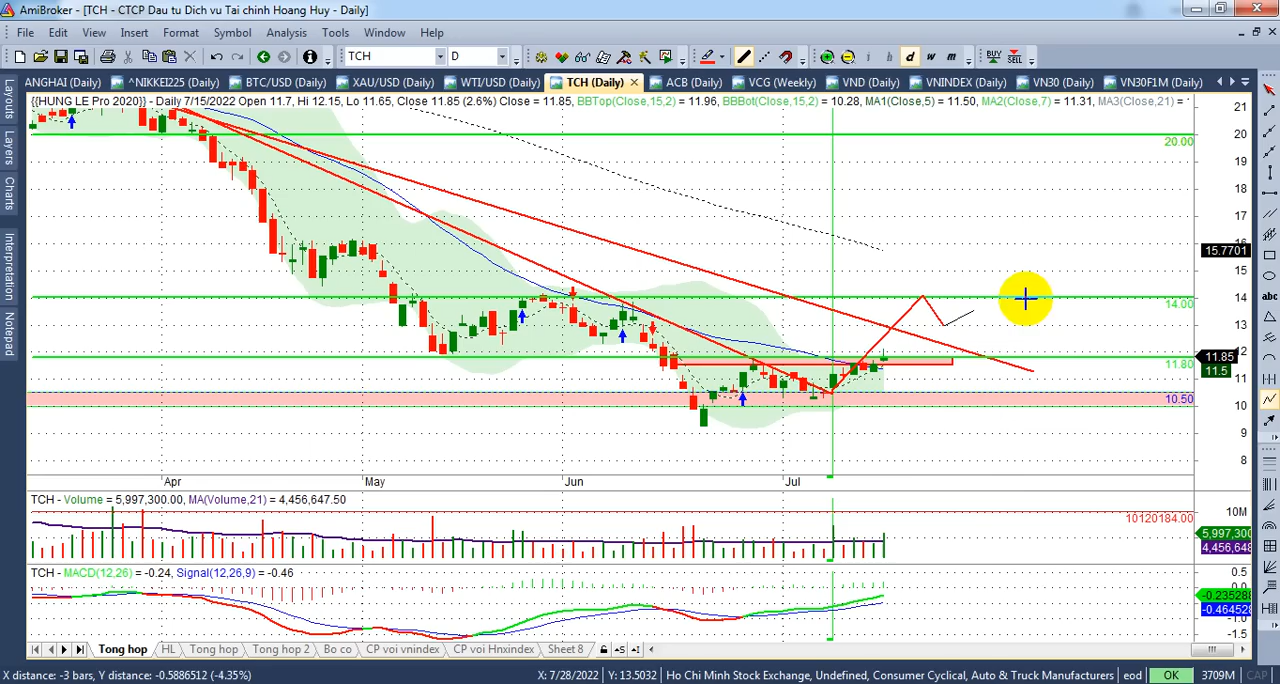 AmiBroker - [TCH - CTCP Dau tu Dich vu Tai chinh Hoang Huy - Daily]
File Edit View Insert Format Symbol Analysis Tools Window Help
TCH D d w m BUY SELL
ANGHAI (Daily) ^NIKKEI225 (Daily) BTC/USD (Daily) XAU/USD (Daily) WTI/USD (Daily) TCH (Daily) ACB (Daily) VCG (Weekly) VND (Daily) VNINDEX (Daily) VN30 (Daily) VN30F1M (Daily)
{{HUNG LE Pro 2020}} - Daily 7/15/2022 Open 11.7, Hi 12.15, Lo 11.65, Close 11.85 (2.6%) Close = 11.85, BBTop(Close,15,2) = 11.96, BBBot(Close,15,2) = 10.28, MA1(Close,5) = 11.50, MA2(Close,7) = 11.31, MA3(Close,21) =
Layouts
Layers
Charts
Interpretation
Notepad
21
20
20.00
19
18
17
16
15.7701
15
14
14.00
13
12
11.85
11.80
11.5
11
10.50
10
9
8
abc
Apr May Jun Jul
TCH - Volume = 5,997,300.00, MA(Volume,21) = 4,456,647.50
10M
10120184.00
5,997,300
4,456,648
TCH - MACD(12,26) = -0.24, Signal(12,26,9) = -0.46
0.5
0.0
-0.235288
-0.464528
-1.0
-1.5
Tong hop HL Tong hop Tong hop 2 Bo co CP voi vnindex CP voi Hnxindex Sheet 8
X distance: -3 bars, Y distance: -0.5886512 (-4.35%) X: 7/28/2022 Y: 13.5032 Ho Chi Minh Stock Exchange, Undefined, Consumer Cyclical, Auto & Truck Manufacturers eod OK 3709M CAP